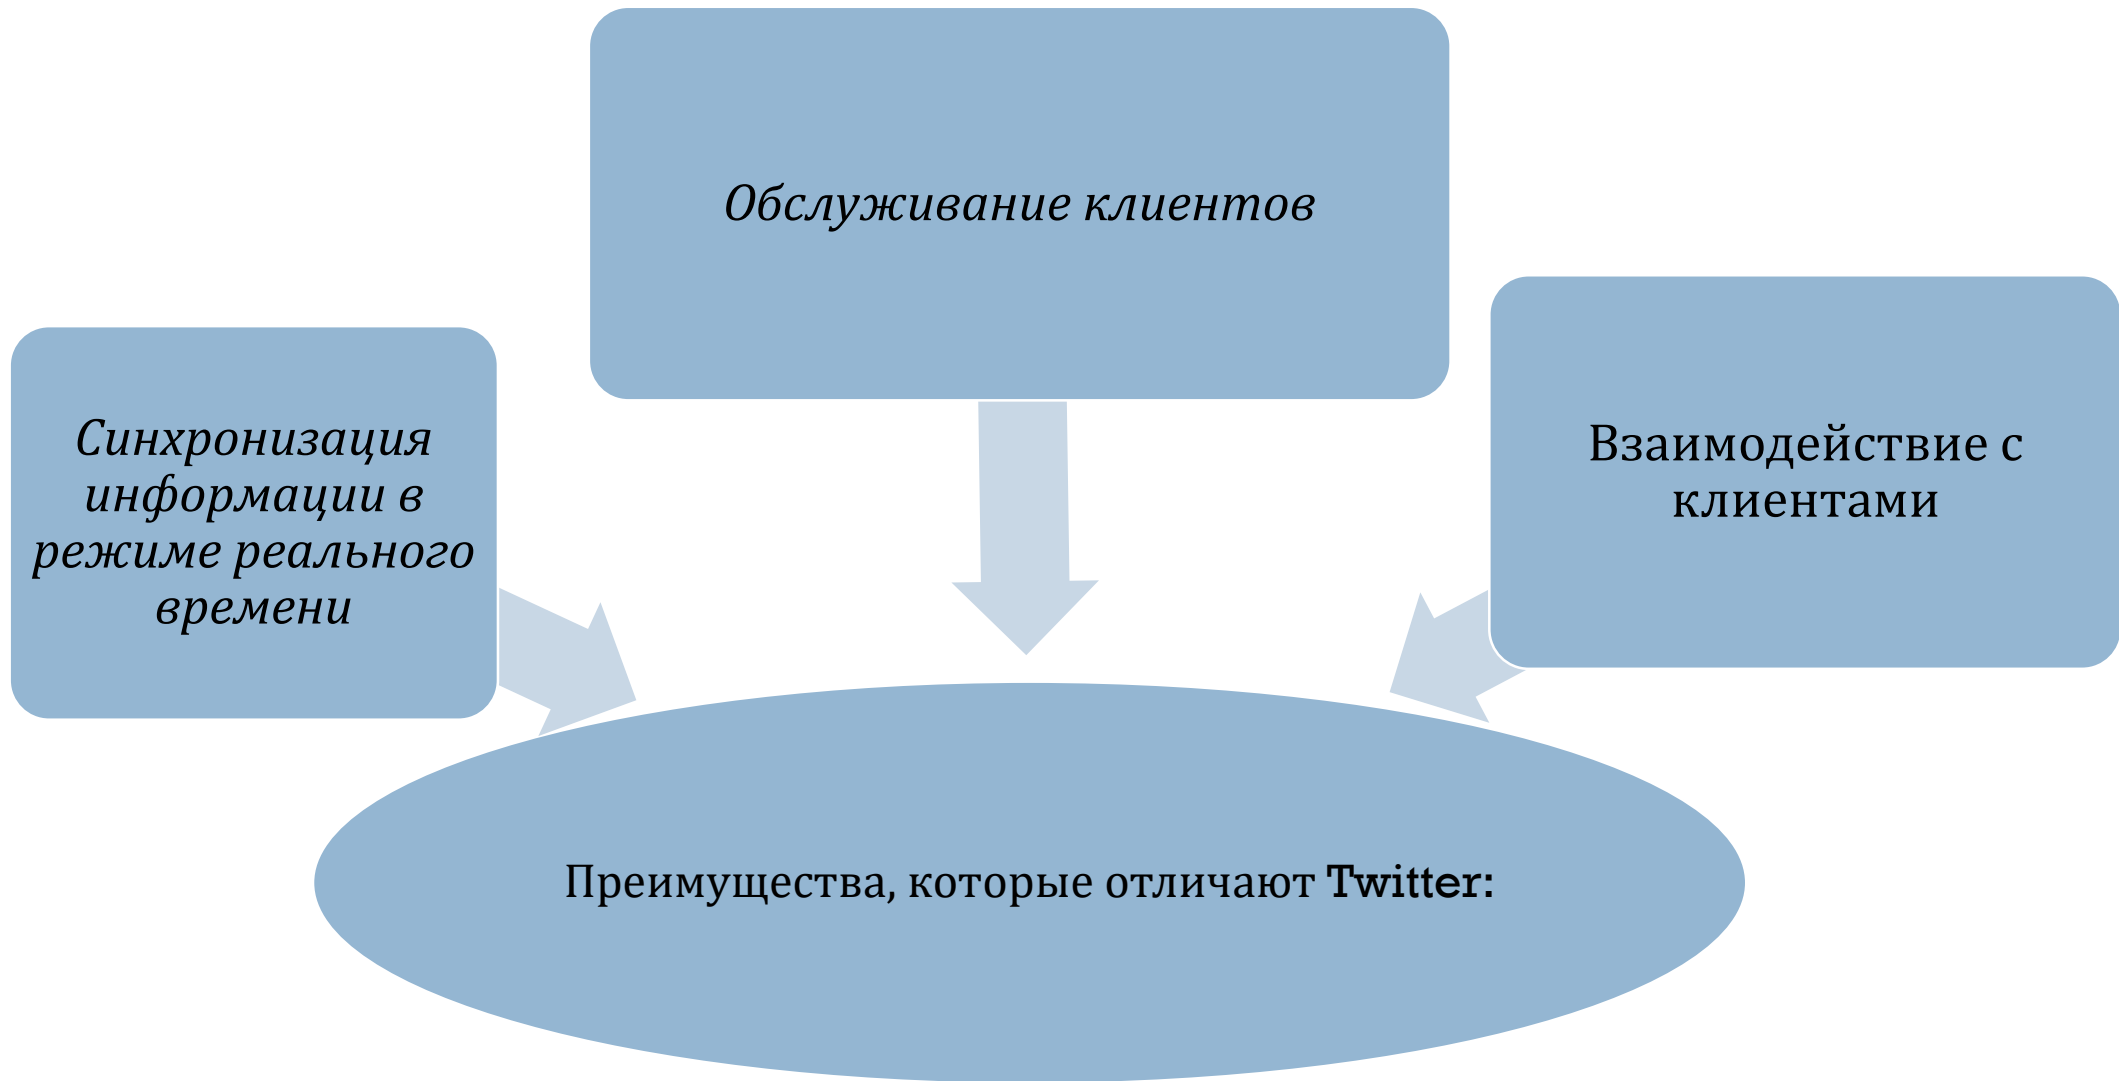 Обслуживание клиентов
Синхронизация
информации в
режиме реального
времени
Взаимодействие с
клиентами
Преимущества, которые отличают Twitter: